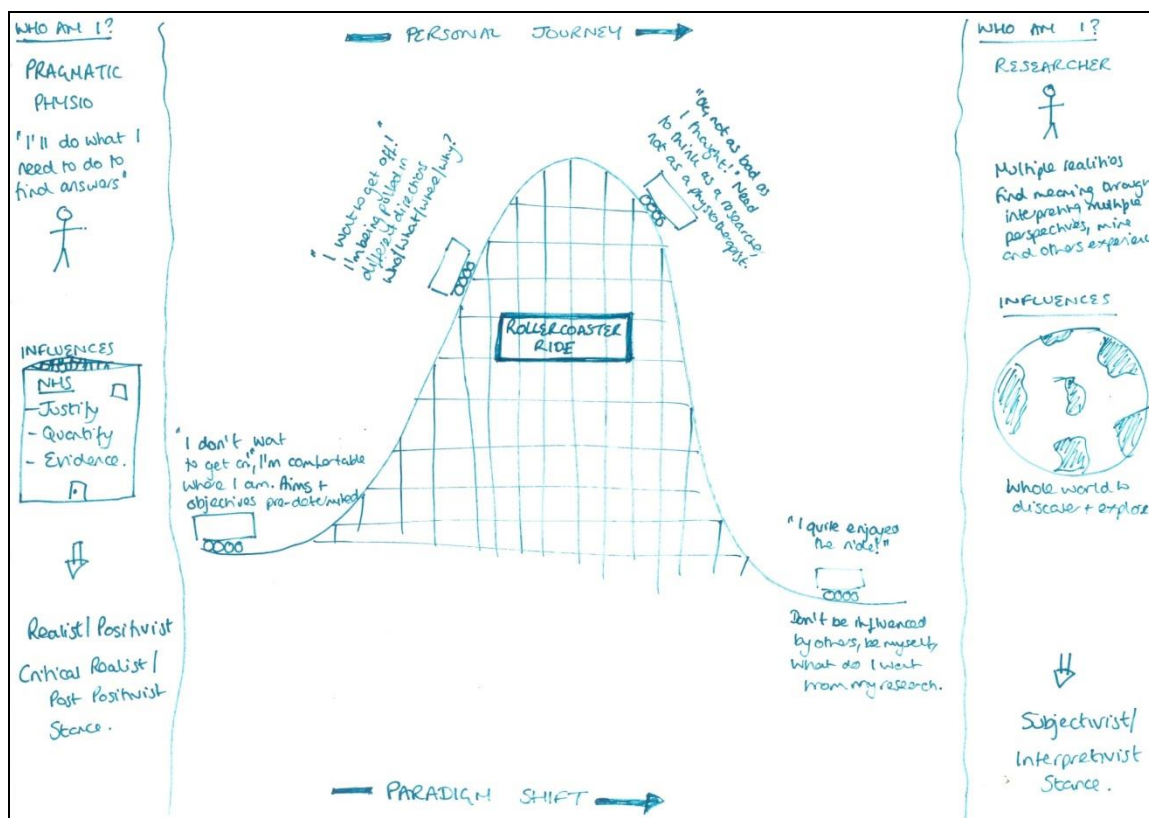 WHO AM I?
PRAGMATIC
PHYSIO
"I'll do what I
need to do to
find answers"
INFLUENCES
NHS
- Justify
- Quantify
- Evidence.
Realist/Positivist
Critical Realist/
Post Positivist
Stance.
PERSONAL JOURNEY
"I don't want
to get on", I'm comfortable
where I am. Aims +
objectives pre-determined
"I want to get off!"
I'm being pulled in
different directions
who/what/where/why?
ROLLERCOASTER
RIDE
"Oh not as bad as
I thought!" Need
to think as a researcher,
not as a physiotherapist.
"I quite enjoyed
the ride!"
Don't be influenced
by others, be myself,
What do I want
from my research.
PARADIGM SHIFT
WHO AM I?
RESEARCHER
Multiple realities
Find meaning through
interpreting multiple
perspectives, mine
and others experience
INFLUENCES
Whole world to
discover + explore
Subjectivist/
Interpretivist
Stance.